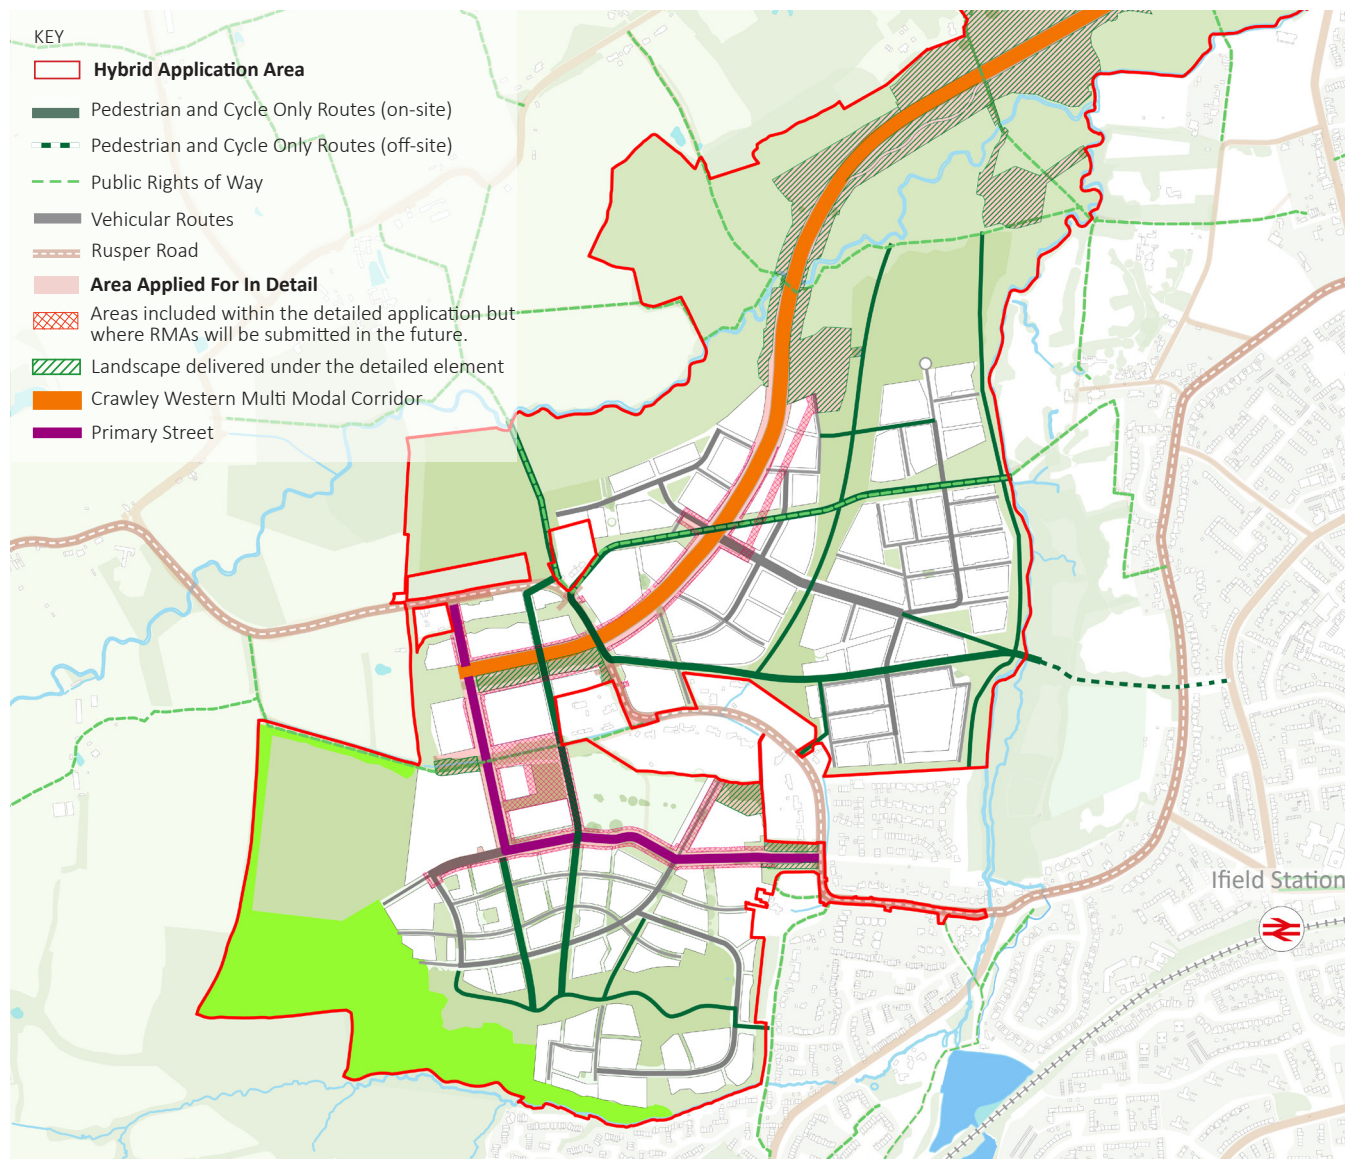 KEY
Hybrid Application Area
Pedestrian and Cycle Only Routes (on-site)
Pedestrian and Cycle Only Routes (off-site)
Public Rights of Way
Vehicular Routes
Rusper Road
Area Applied For In Detail
Areas included within the detailed application but
where RMAs will be submitted in the future.
Landscape delivered under the detailed element
Crawley Western Multi Modal Corridor
Primary Street
Ifield Station